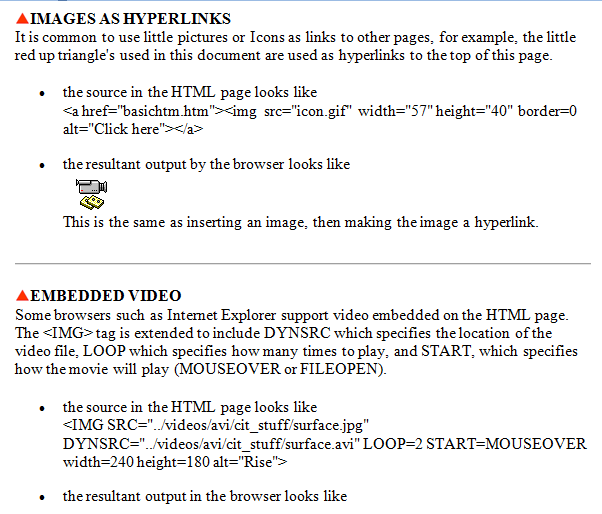 IMAGES AS HYPERLINKS
It is common to use little pictures or Icons as links to other pages, for example, the little
red up triangle's used in this document are used as hyperlinks to the top of this page.
• the source in the HTML page looks like
<a href="basichtm.htm"><img src="icon.gif" width="57" height="40" border=0
alt="Click here"></a>
• the resultant output by the browser looks like
This is the same as inserting an image, then making the image a hyperlink.
EMBEDDED VIDEO
Some browsers such as Internet Explorer support video embedded on the HTML page.
The <IMG> tag is extended to include DYNSRC which specifies the location of the
video file, LOOP which specifies how many times to play, and START, which specifies
how the movie will play (MOUSEOVER or FILEOPEN).
• the source in the HTML page looks like
<IMG SRC="../videos/avi/cit_stuff/surface.jpg"
DYNSRC="../videos/avi/cit_stuff/surface.avi" LOOP=2 START=MOUSEOVER
width=240 height=180 alt="Rise">
• the resultant output in the browser looks like